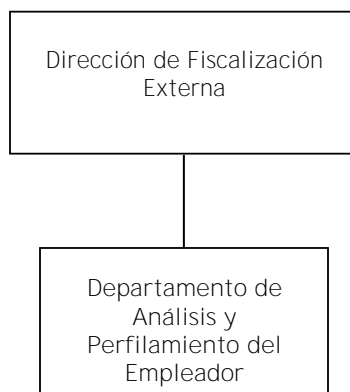 Dirección de Fiscalización
Externa
Departamento de
Análisis y
Perfilamiento del
Empleador